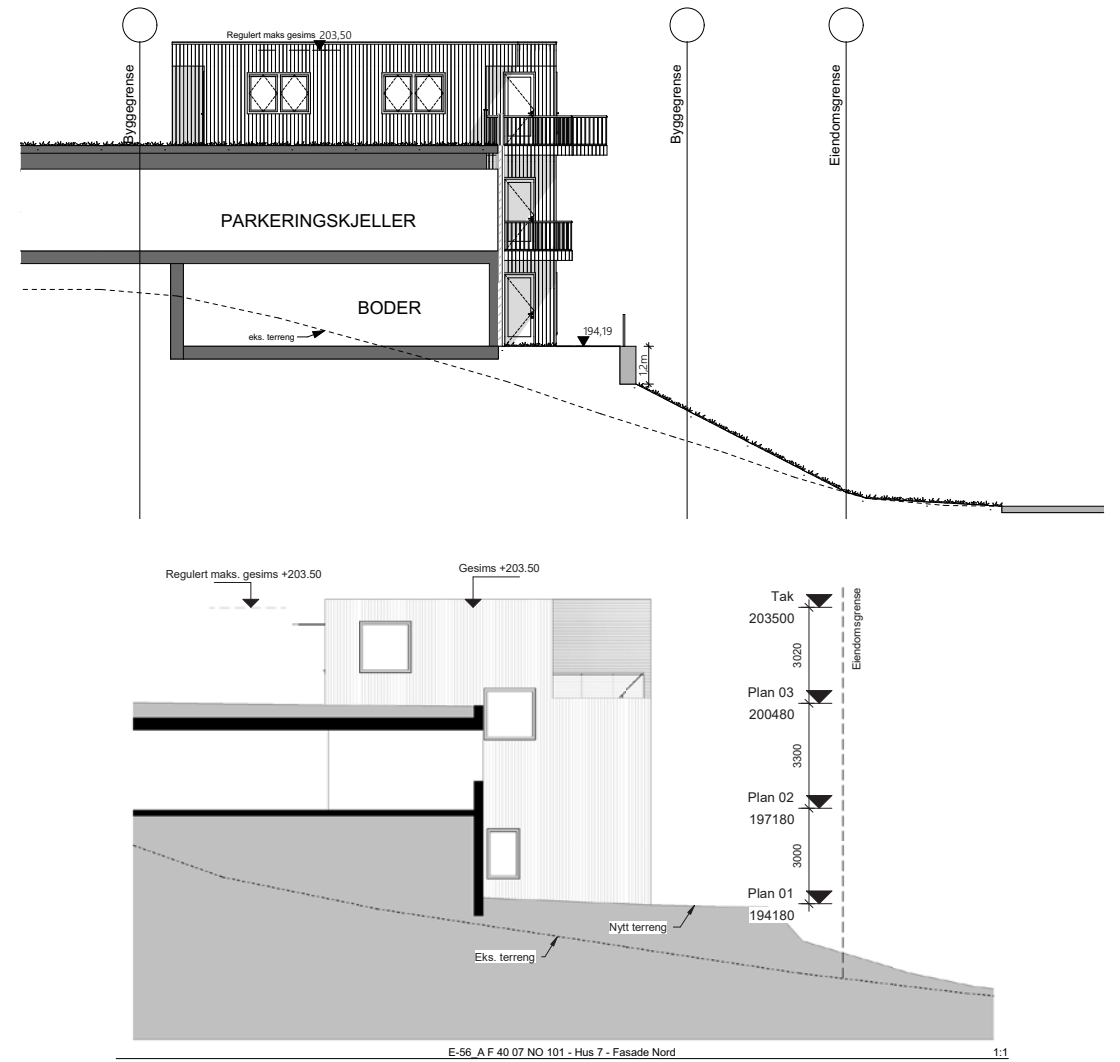 Regulert maks gesims 203,50
Byggegrense
Byggegrense
Eiendomsgrense
PARKERINGSKJELLER
BODER
eks. terreng
194,19
1,2m
Regulert maks. gesims +203.50
Gesims +203.50
Tak
203500
Eiendomsgrense
3020
Plan 03
200480
3300
Plan 02
197180
3000
Plan 01
194180
Nytt terreng
Eks. terreng
E-56_A F 40 07 NO 101 - Hus 7 - Fasade Nord
1:1